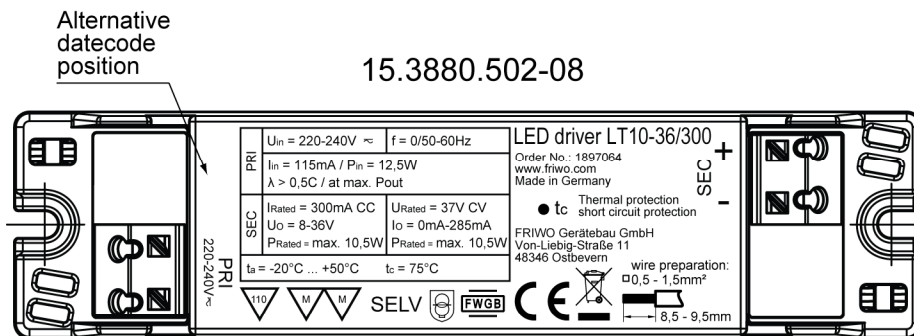 Alternative
datecode
position
15.3880.502-08
PRI
Uin = 220-240V ≂ f = 0/50-60Hz
Iin = 115mA / Pin = 12,5W
λ > 0,5C / at max. Pout
SEC
IRated = 300mA CC URated = 37V CV
Uo = 8-36V Io = 0mA-285mA
PRated = max. 10,5W PRated = max. 10,5W
ta = -20°C ... +50°C tc = 75°C
PRI
220-240V ≂
110 M M SELV FWGB CE
LED driver LT10-36/300
Order No.: 1897064
www.friwo.com
Made in Germany
● tc Thermal protection
short circuit protection
FRIWO Gerätebau GmbH
Von-Liebig-Straße 11
48346 Ostbevern
wire preparation:
0,5 - 1,5mm²
8,5 - 9,5mm
SEC
+
-